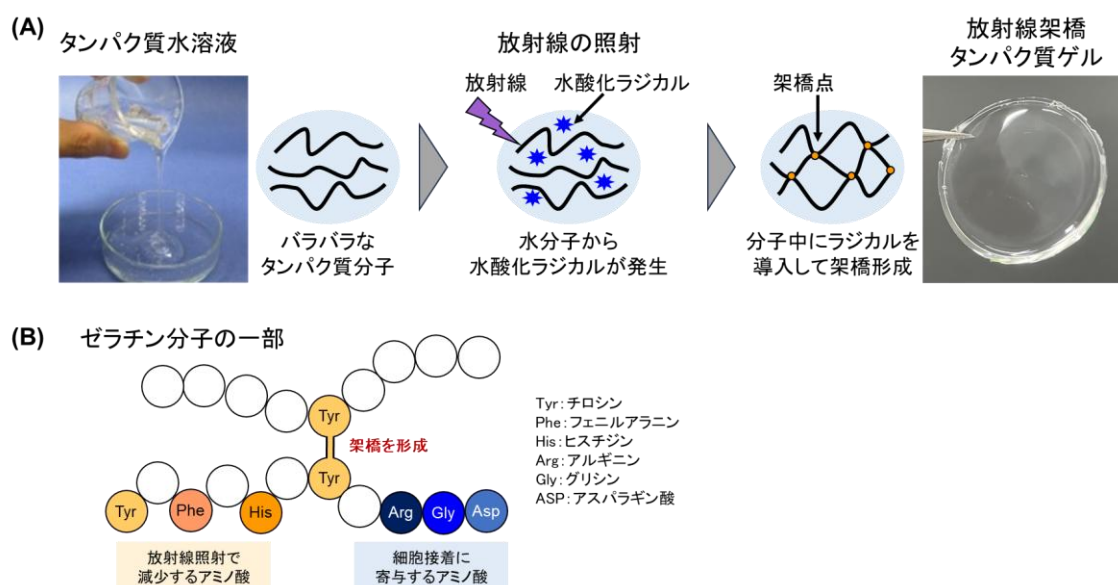 (A)
タンパク質水溶液
放射線の照射
放射線架橋
タンパク質ゲル
放射線
水酸化ラジカル
架橋点
バラバラな
タンパク質分子
水分子から
水酸化ラジカルが発生
分子中にラジカルを
導入して架橋形成
(B)
ゼラチン分子の一部
Tyr
架橋を形成
Tyr
Tyr
Phe
His
Arg
Gly
Asp
放射線照射で
減少するアミノ酸
細胞接着に
寄与するアミノ酸
Tyr：チロシン
Phe：フェニルアラニン
His：ヒスチジン
Arg：アルギニン
Gly：グリシン
ASP：アスパラギン酸